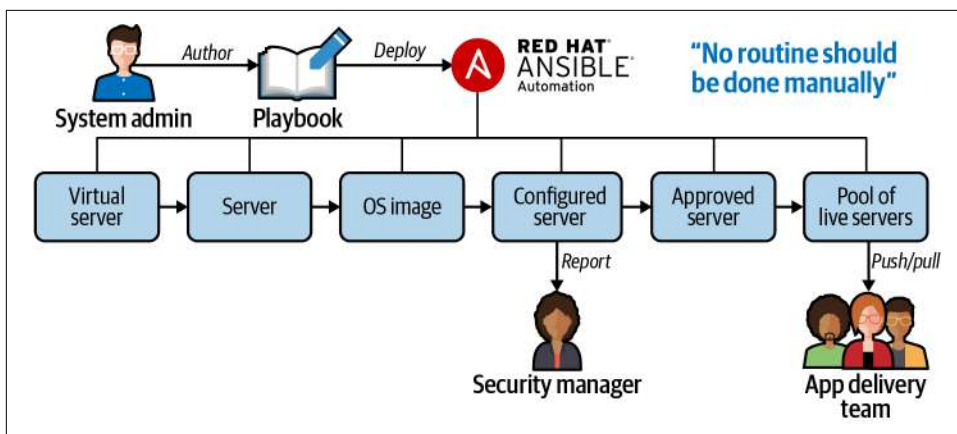 Author
Deploy
RED HAT®
ANSIBLE®
Automation
“No routine should
be done manually”
System admin
Playbook
Virtual
server
Server
OS image
Configured
server
Approved
server
Pool of
live servers
Report
Push/pull
Security manager
App delivery
team